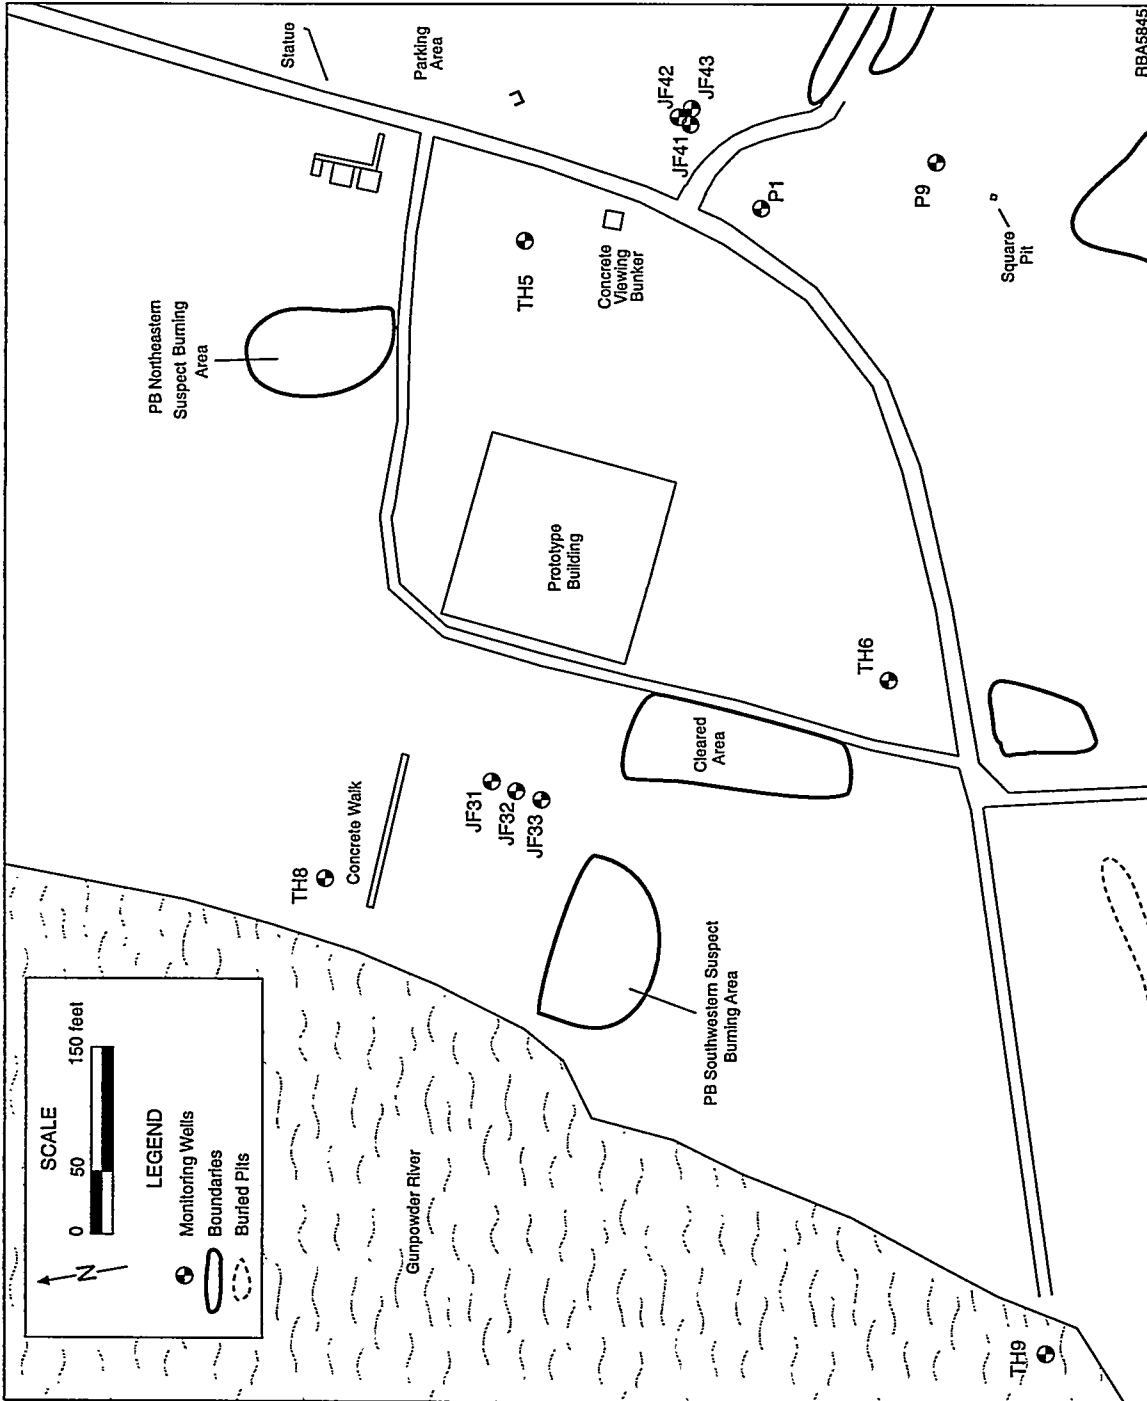 SCALE
0
50
150 feet
N
LEGEND
Monitoring Wells
Boundaries
Buried Pits
Gunpowder River
TH8
Concrete Walk
JF31
JF32
JF33
PB Southwestern Suspect
Burning Area
Cleared
Area
TH9
TH6
Prototype
Building
PB Northeastern
Suspect Burning
Area
TH5
Concrete
Viewing
Bunker
Statue
Parking
Area
JF41
JF42
JF43
P1
P9
Square
Pit
RBA5845